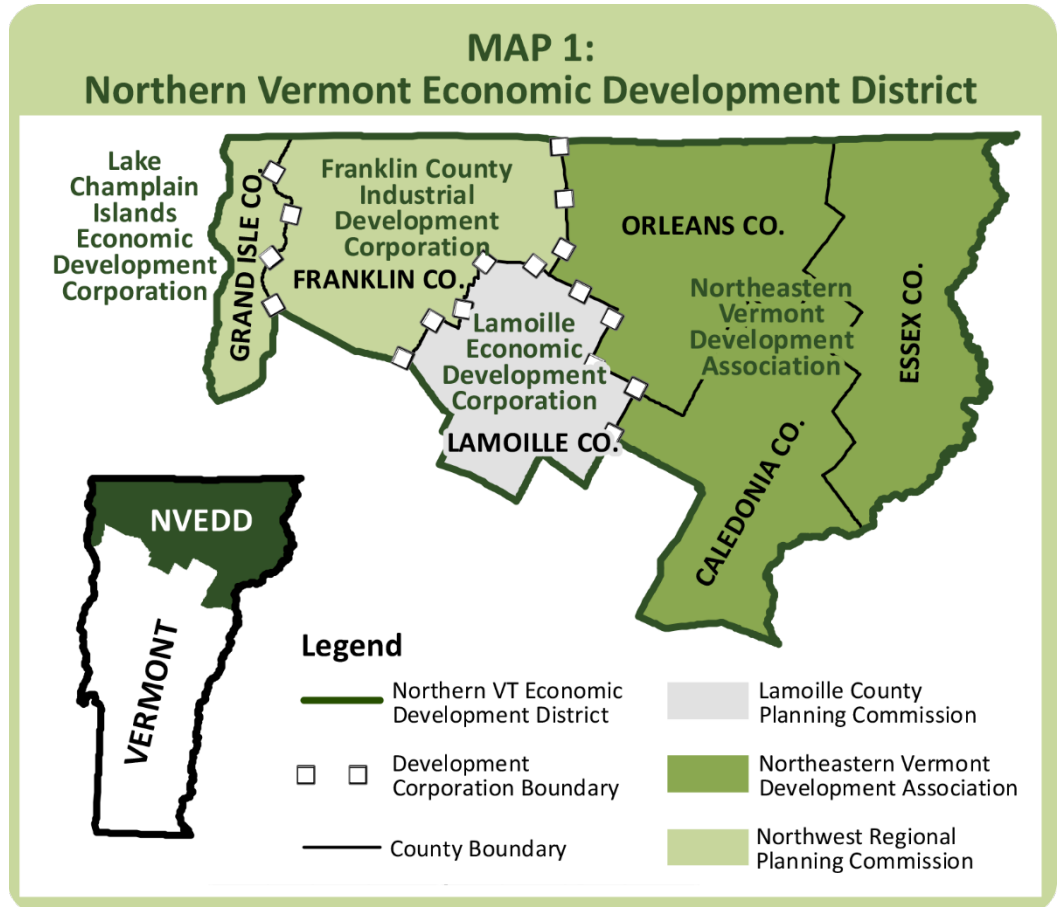 MAP 1:
Northern Vermont Economic Development District
Lake
Champlain
Islands
Economic
Development
Corporation
GRAND ISLE CO.
Franklin County
Industrial
Development
Corporation
FRANKLIN CO.
Lamoille
Economic
Development
Corporation
LAMOILLE CO.
ORLEANS CO.
Northeastern
Vermont
Development
Association
ESSEX CO.
CALEDONIA CO.
NVEDD
VERMONT
Legend
Northern VT Economic
Development District
Development
Corporation Boundary
County Boundary
Lamoille County
Planning Commission
Northeastern Vermont
Development Association
Northwest Regional
Planning Commission